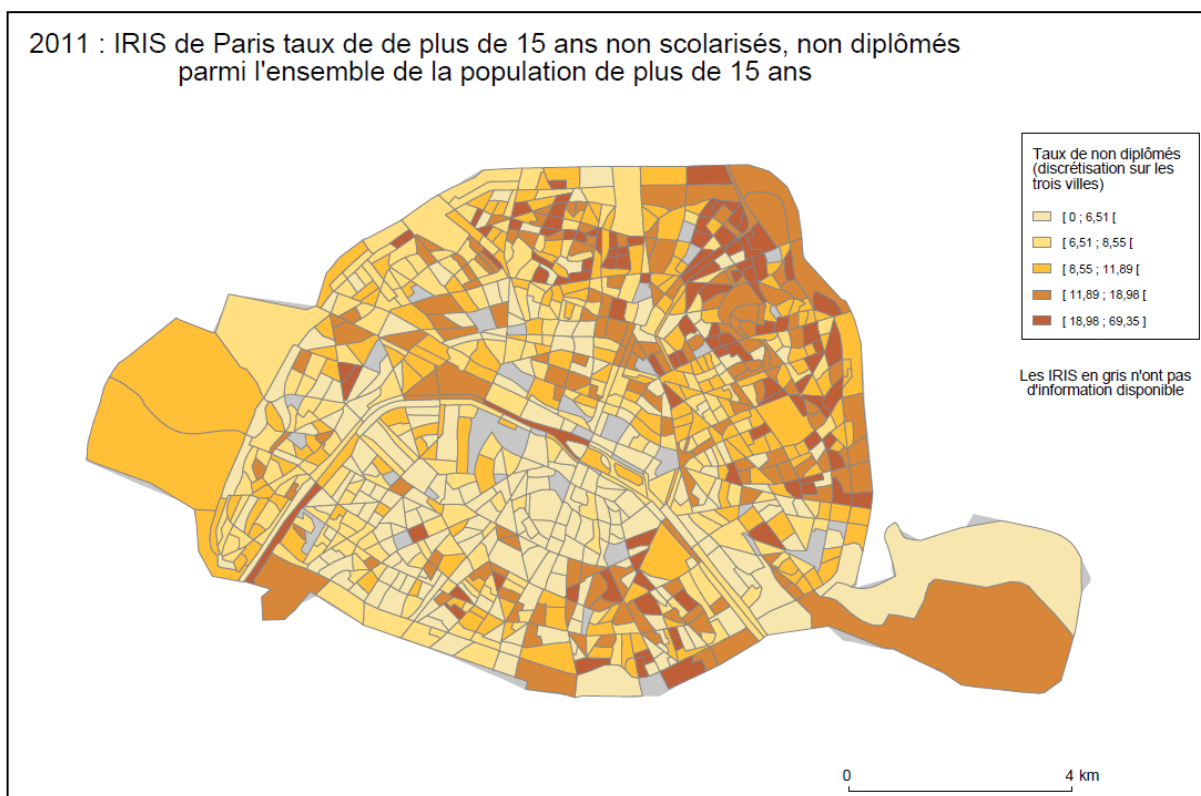 2011 : IRIS de Paris taux de de plus de 15 ans non scolarisés, non diplômés
parmi l'ensemble de la population de plus de 15 ans
Taux de non diplômés
(discrétisation sur les
trois villes)
[ 0 ; 6,51 [
[ 6,51 ; 8,55 [
[ 8,55 ; 11,89 [
[ 11,89 ; 18,98 [
[ 18,98 ; 69,35 ]
Les IRIS en gris n'ont pas
d'information disponible
0 4 km